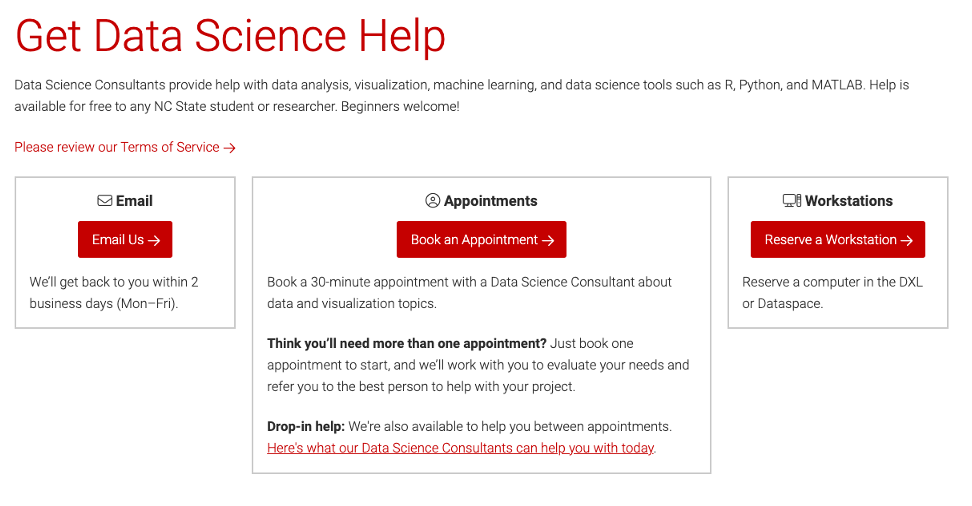 Get Data Science Help
Data Science Consultants provide help with data analysis, visualization, machine learning, and data science tools such as R, Python, and MATLAB. Help is
available for free to any NC State student or researcher. Beginners welcome!
Please review our Terms of Service →
Email
Email Us →
We'll get back to you within 2
business days (Mon–Fri).
Appointments
Book an Appointment →
Book a 30-minute appointment with a Data Science Consultant about
data and visualization topics.
Think you'll need more than one appointment? Just book one
appointment to start, and we'll work with you to evaluate your needs and
refer you to the best person to help with your project.
Drop-in help: We're also available to help you between appointments.
Here's what our Data Science Consultants can help you with today.
Workstations
Reserve a Workstation →
Reserve a computer in the DXL
or Dataspace.